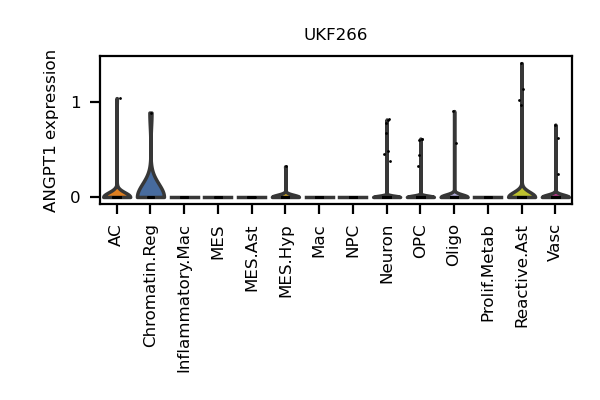 UKF266
ANGPT1 expression
1
0
AC
Chromatin.Reg
Inflammatory.Mac
MES
MES.Ast
MES.Hyp
Mac
NPC
Neuron
OPC
Oligo
Prolif.Metab
Reactive.Ast
Vasc